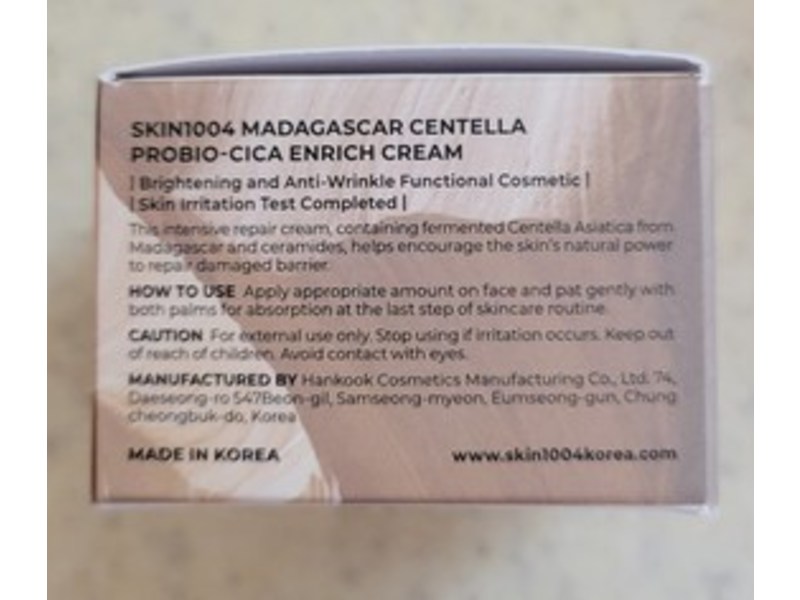 SKIN1004 MADAGASCAR CENTELLA
PROBIO-CICA ENRICH CREAM
| Brightening and Anti-Wrinkle Functional Cosmetic |
| Skin Irritation Test Completed |
This intensive repair cream, containing fermented Centella Asiatica from
Madagascar and ceramides, helps encourage the skin's natural power
to repair damaged barrier.
HOW TO USE Apply appropriate amount on face and pat gently with
both palms for absorption at the last step of skincare routine.
CAUTION For external use only. Stop using if irritation occurs. Keep out
of reach of children. Avoid contact with eyes.
MANUFACTURED BY Hankook Cosmetics Manufacturing Co., Ltd. 74,
Daeseong-ro 547Beon-gil, Samseong-myeon, Eumseong-gun, Chung
cheongbuk-do, Korea
MADE IN KOREA www.skin1004korea.com